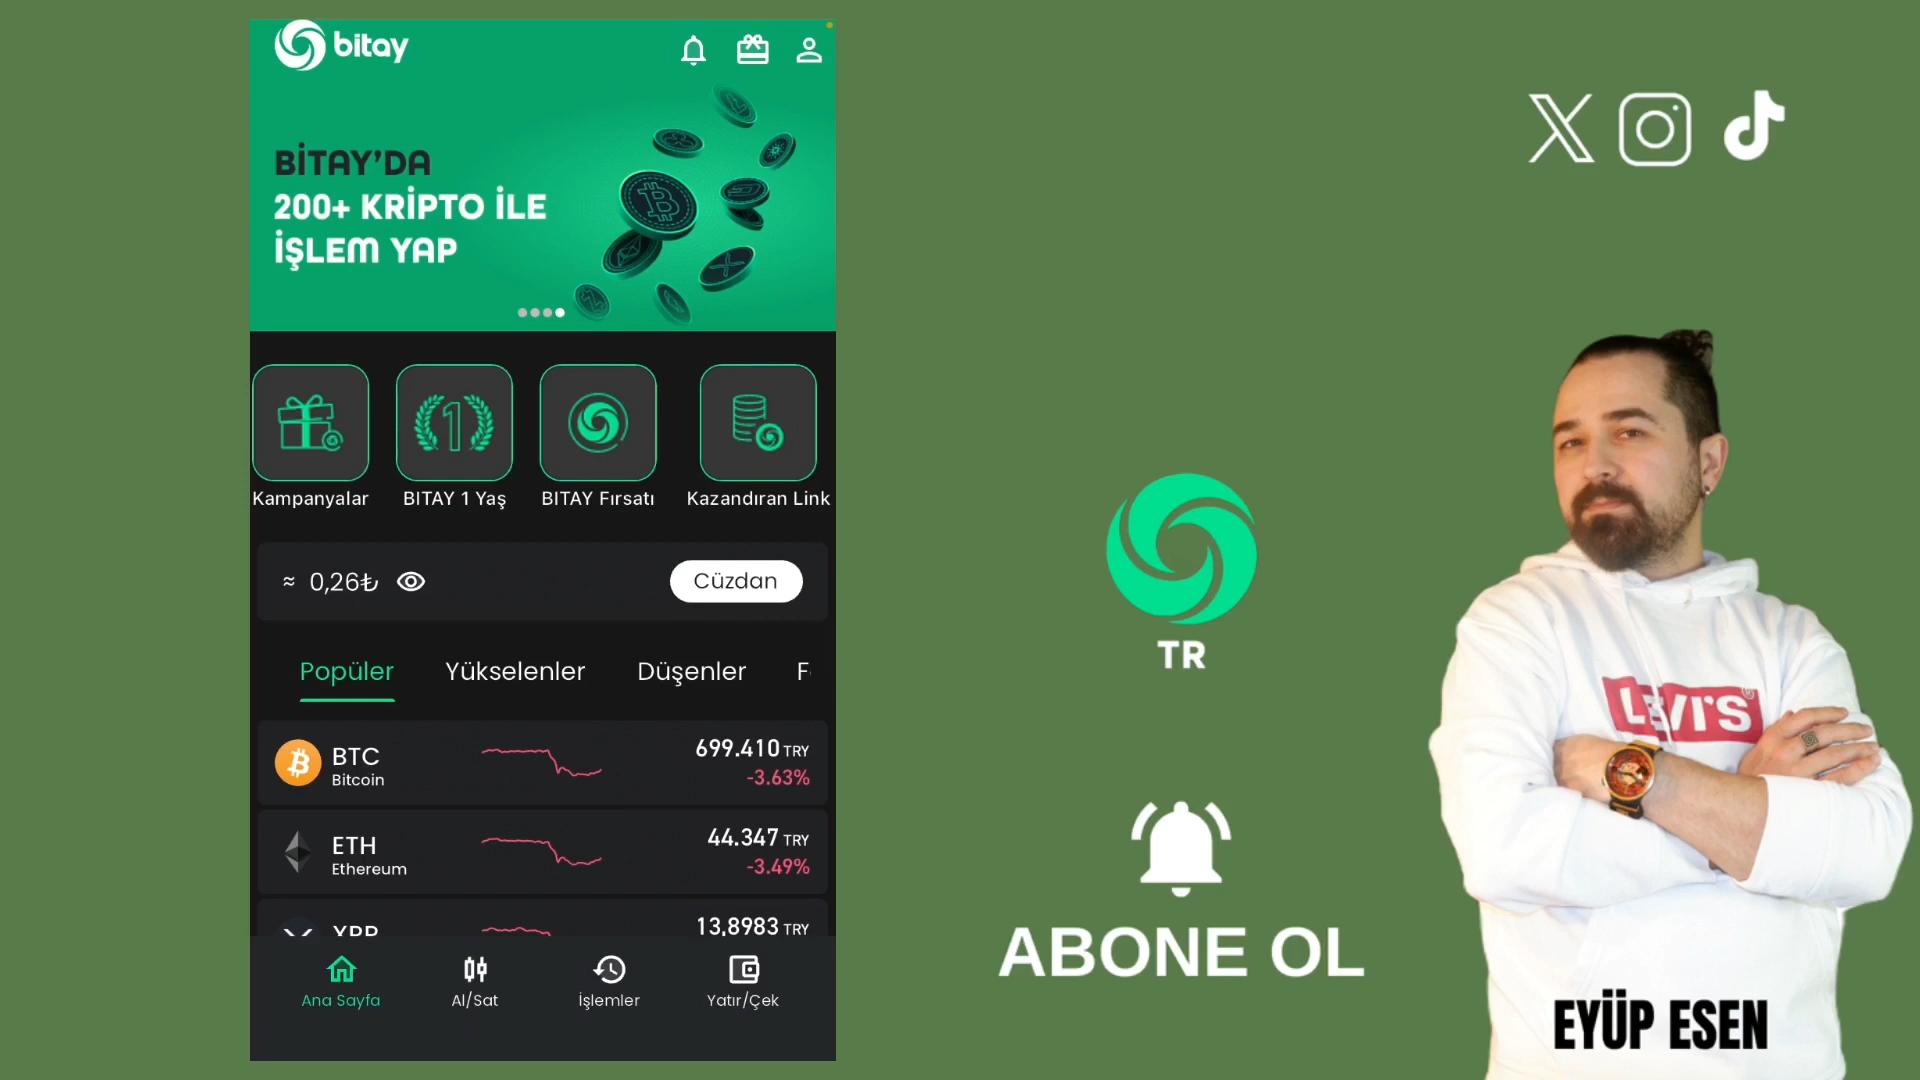 bitay
BİTAY'DA
200+ KRİPTO İLE
İŞLEM YAP
Kampanyalar
BITAY 1 Yaş
BITAY Fırsatı
Kazandıran Link
≈ 0,26₺
Cüzdan
Popüler
Yükselenler
Düşenler
BTC
Bitcoin
699.410 TRY
-3.63%
ETH
Ethereum
44.347 TRY
-3.49%
XRP
13,8983 TRY
Ana Sayfa
Al/Sat
İşlemler
Yatır/Çek
TR
ABONE OL
LEVI'S
EYÜP ESEN